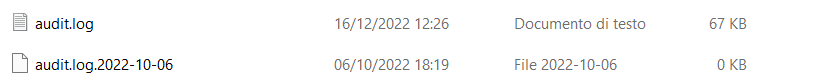 audit.log 16/12/2022 12:26 Documento di testo 67 KB
audit.log.2022-10-06 06/10/2022 18:19 File 2022-10-06 0 KB